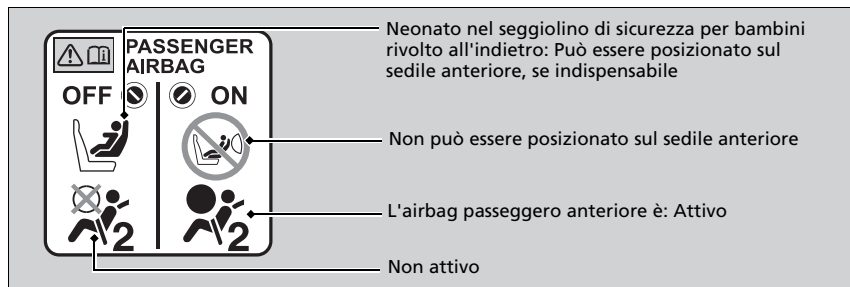 PASSENGER
AIRBAG
OFF ON
2 2
Neonato nel seggiolino di sicurezza per bambini
rivolto all'indietro: Può essere posizionato sul
sedile anteriore, se indispensabile
Non può essere posizionato sul sedile anteriore
L'airbag passeggero anteriore è: Attivo
Non attivo